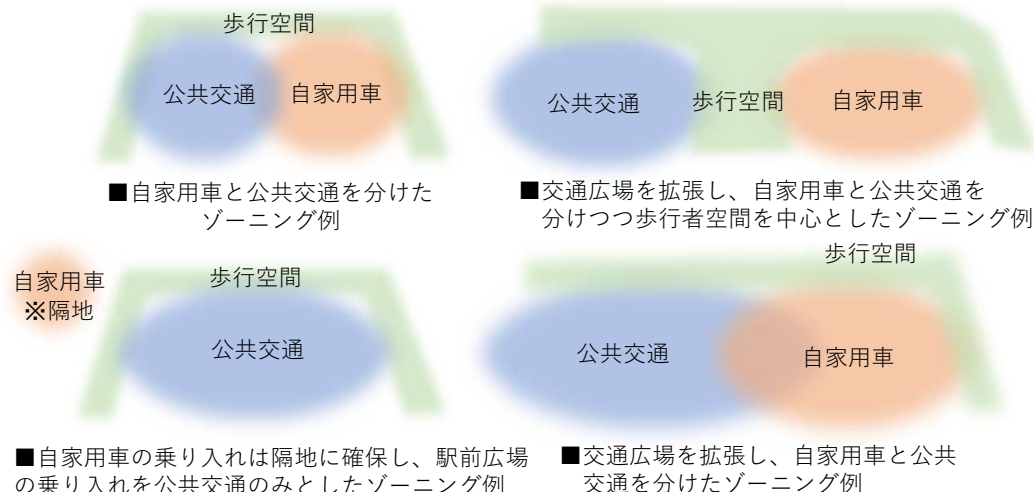 歩行空間
公共交通
自家用車
■自家用車と公共交通を分けた
ゾーニング例
公共交通
歩行空間
自家用車
■交通広場を拡張し、自家用車と公共交通を
分けつつ歩行者空間を中心としたゾーニング例
自家用車
※隔地
歩行空間
公共交通
■自家用車の乗り入れは隔地に確保し、駅前広場
の乗り入れを公共交通のみとしたゾーニング例
歩行空間
公共交通
自家用車
■交通広場を拡張し、自家用車と公共
交通を分けたゾーニング例